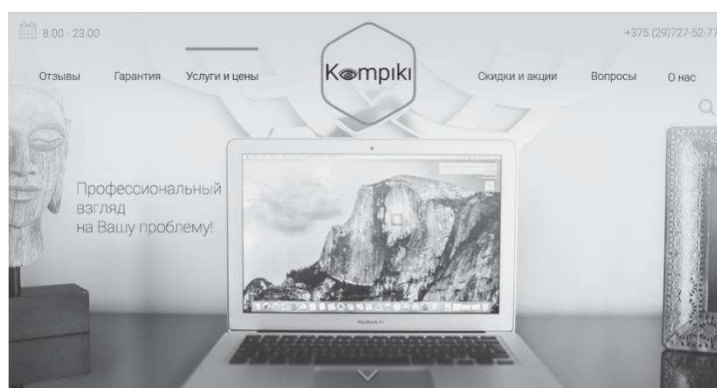 8.00 - 23.00
+375 (29)727-52-77
Отзывы Гарантия Услуги и цены
Kompiki
Скидки и акции Вопросы О нас
Профессиональный
взгляд
на Вашу проблему!
MacBook Air